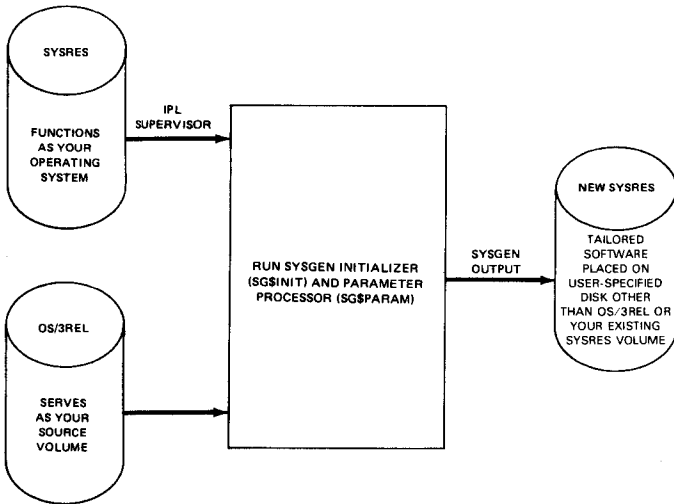 SYSRES
FUNCTIONS
AS YOUR
OPERATING
SYSTEM
IPL
SUPERVISOR
OS/3REL
SERVES
AS YOUR
SOURCE
VOLUME
RUN SYSGEN INITIALIZER
(SG$INIT) AND PARAMETER
PROCESSOR (SG$PARAM)
SYSGEN
OUTPUT
NEW SYSRES
TAILORED
SOFTWARE
PLACED ON
USER-SPECIFIED
DISK OTHER
THAN OS/3REL OR
YOUR EXISTING
SYSRES VOLUME